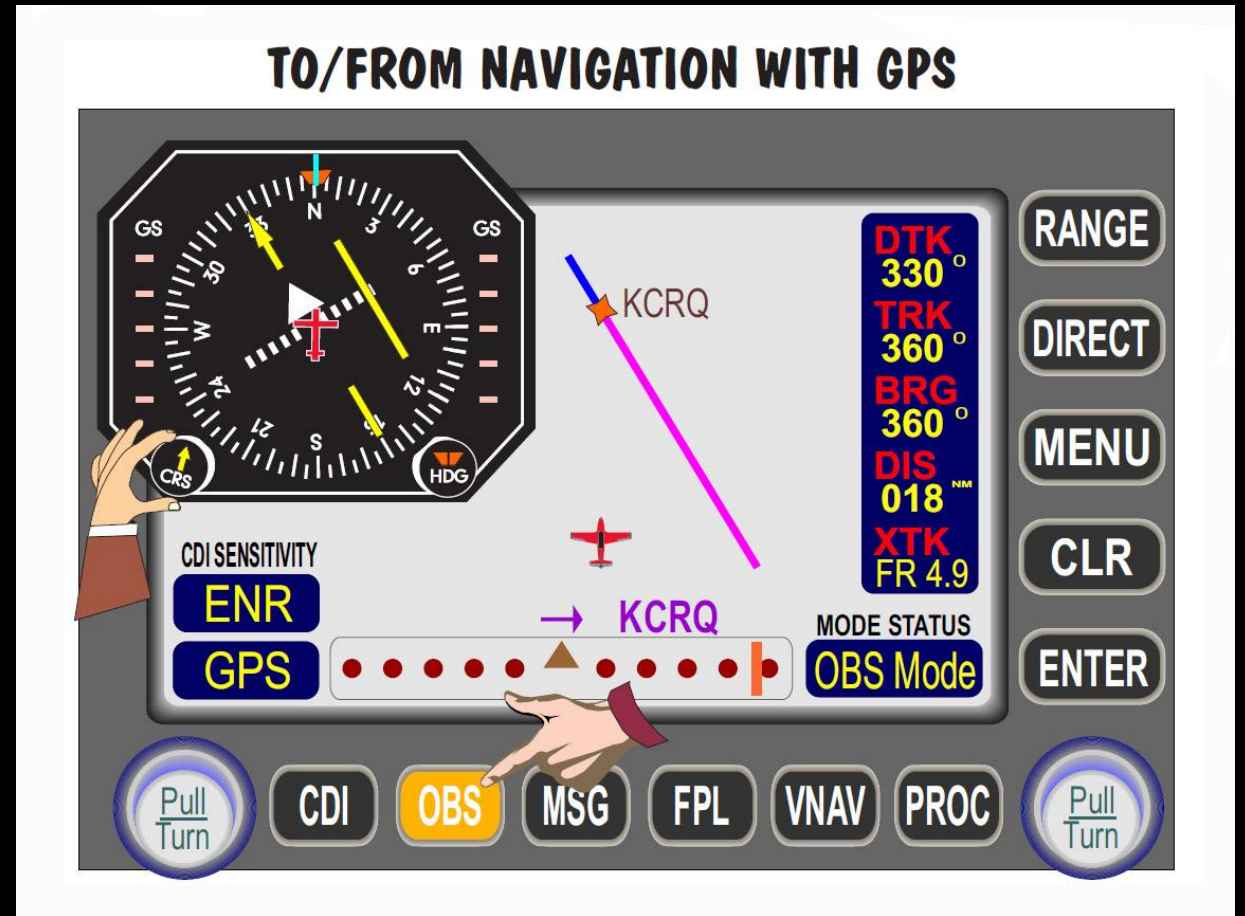 TO/FROM NAVIGATION WITH GPS
GS
GS
N
3
6
E
12
15
S
21
24
W
30
33
CRS
HDG
KCRQ
DTK
330°
TRK
360°
BRG
360°
DIS
018 NM
XTK
FR 4.9
CDI SENSITIVITY
ENR
GPS
→ KCRQ
MODE STATUS
OBS Mode
RANGE
DIRECT
MENU
CLR
ENTER
Pull
Turn
CDI
OBS
MSG
FPL
VNAV
PROC
Pull
Turn